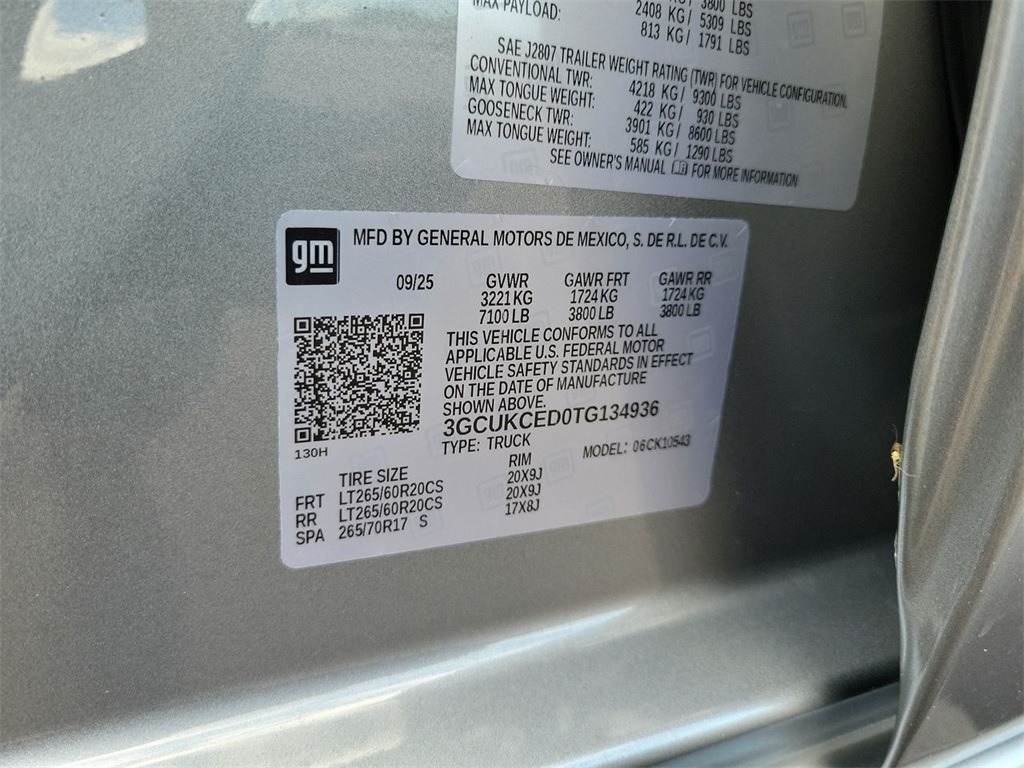 3800 LBS
MAX PAYLOAD: 2408 KG / 5309 LBS
813 KG / 1791 LBS
SAE J2807 TRAILER WEIGHT RATING (TWR) FOR VEHICLE CONFIGURATION.
CONVENTIONAL TWR: 4218 KG / 9300 LBS
MAX TONGUE WEIGHT: 422 KG / 930 LBS
GOOSENECK TWR: 3901 KG / 8600 LBS
MAX TONGUE WEIGHT: 585 KG / 1290 LBS
SEE OWNER'S MANUAL FOR MORE INFORMATION
gm MFD BY GENERAL MOTORS DE MEXICO, S. DE R.L. DE C.V.
09/25 GVWR GAWR FRT GAWR RR
3221 KG 1724 KG 1724 KG
7100 LB 3800 LB 3800 LB
THIS VEHICLE CONFORMS TO ALL
APPLICABLE U.S. FEDERAL MOTOR
VEHICLE SAFETY STANDARDS IN EFFECT
ON THE DATE OF MANUFACTURE
SHOWN ABOVE.
3GCUKCED0TG134936
TYPE: TRUCK MODEL: 06CK10543
130H
TIRE SIZE RIM
FRT LT265/60R20CS 20X9J
RR LT265/60R20CS 20X9J
SPA 265/70R17 S 17X8J